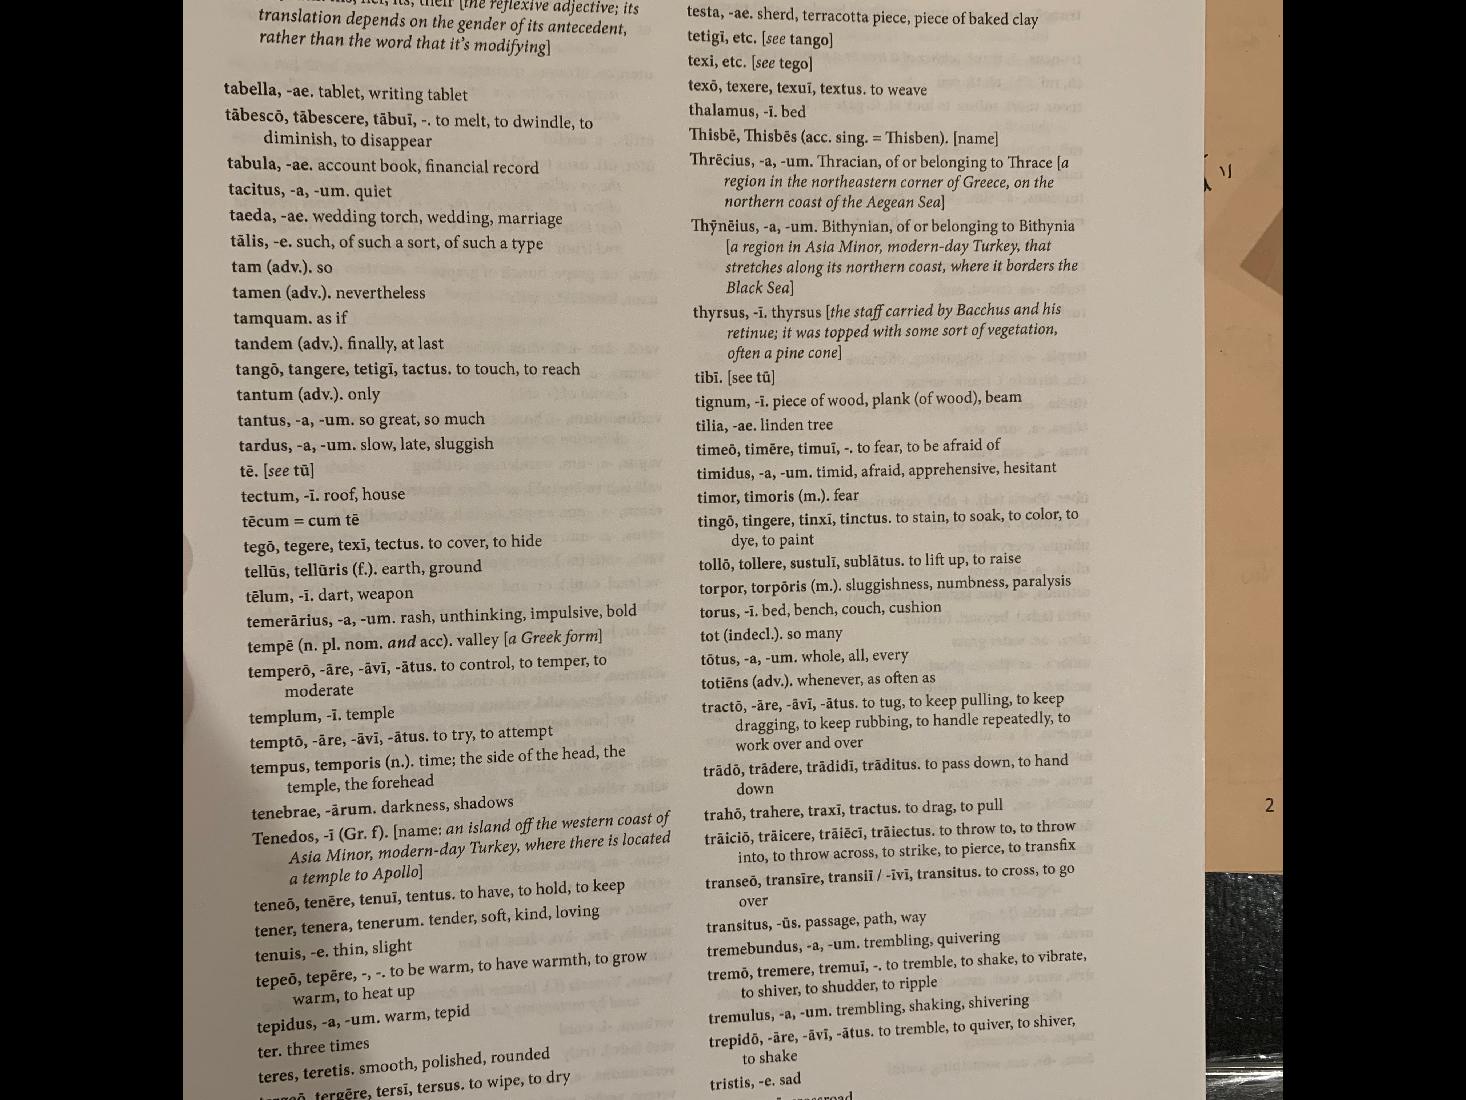 [the reflexive adjective; its
translation depends on the gender of its antecedent,
rather than the word that it's modifying]
tabella, -ae. tablet, writing tablet
tābescō, tābescere, tābuī, -. to melt, to dwindle, to
diminish, to disappear
tabula, -ae. account book, financial record
tacitus, -a, -um. quiet
taeda, -ae. wedding torch, wedding, marriage
tālis, -e. such, of such a sort, of such a type
tam (adv.). so
tamen (adv.). nevertheless
tamquam. as if
tandem (adv.). finally, at last
tangō, tangere, tetigī, tactus. to touch, to reach
tantum (adv.). only
tantus, -a, -um. so great, so much
tardus, -a, -um. slow, late, sluggish
tē. [see tū]
tectum, -ī. roof, house
tēcum = cum tē
tegō, tegere, texī, tectus. to cover, to hide
tellūs, tellūris (f.). earth, ground
tēlum, -ī. dart, weapon
temerārius, -a, -um. rash, unthinking, impulsive, bold
tempē (n. pl. nom. and acc). valley [a Greek form]
temperō, -āre, -āvī, -ātus. to control, to temper, to
moderate
templum, -ī. temple
temptō, -āre, -āvī, -ātus. to try, to attempt
tempus, temporis (n.). time; the side of the head, the
temple, the forehead
tenebrae, -ārum. darkness, shadows
Tenedos, -ī (Gr. f). [name: an island off the western coast of
Asia Minor, modern-day Turkey, where there is located
a temple to Apollo]
teneō, tenēre, tenuī, tentus. to have, to hold, to keep
tener, tenera, tenerum. tender, soft, kind, loving
tenuis, -e. thin, slight
tepeō, tepēre, -, -. to be warm, to have warmth, to grow
warm, to heat up
tepidus, -a, -um. warm, tepid
ter. three times
teres, teretis. smooth, polished, rounded
tergēre, tersī, tersus. to wipe, to dry
testa, -ae. sherd, terracotta piece, piece of baked clay
tetigī, etc. [see tango]
texi, etc. [see tego]
texō, texere, texuī, textus. to weave
thalamus, -ī. bed
Thisbē, Thisbēs (acc. sing. = Thisben). [name]
Thrēcius, -a, -um. Thracian, of or belonging to Thrace [a
region in the northeastern corner of Greece, on the
northern coast of the Aegean Sea]
Thȳnēius, -a, -um. Bithynian, of or belonging to Bithynia
[a region in Asia Minor, modern-day Turkey, that
stretches along its northern coast, where it borders the
Black Sea]
thyrsus, -ī. thyrsus [the staff carried by Bacchus and his
retinue; it was topped with some sort of vegetation,
often a pine cone]
tibī. [see tū]
tignum, -ī. piece of wood, plank (of wood), beam
tilia, -ae. linden tree
timeō, timēre, timuī, -. to fear, to be afraid of
timidus, -a, -um. timid, afraid, apprehensive, hesitant
timor, timoris (m.). fear
tingō, tingere, tinxī, tinctus. to stain, to soak, to color, to
dye, to paint
tollō, tollere, sustulī, sublātus. to lift up, to raise
torpor, torpōris (m.). sluggishness, numbness, paralysis
torus, -ī. bed, bench, couch, cushion
tot (indecl.). so many
tōtus, -a, -um. whole, all, every
totiēns (adv.). whenever, as often as
tractō, -āre, -āvī, -ātus. to tug, to keep pulling, to keep
dragging, to keep rubbing, to handle repeatedly, to
work over and over
trādō, trādere, trādidī, trāditus. to pass down, to hand
down
trahō, trahere, traxī, tractus. to drag, to pull
trāiciō, trāicere, trāiēcī, trāiectus. to throw to, to throw
into, to throw across, to strike, to pierce, to transfix
transeō, transīre, transiī / -īvī, transitus. to cross, to go
over
transitus, -ūs. passage, path, way
tremebundus, -a, -um. trembling, quivering
tremō, tremere, tremuī, -. to tremble, to shake, to vibrate,
to shiver, to shudder, to ripple
tremulus, -a, -um. trembling, shaking, shivering
trepidō, -āre, -āvī, -ātus. to tremble, to quiver, to shiver,
to shake
tristis, -e. sad
2